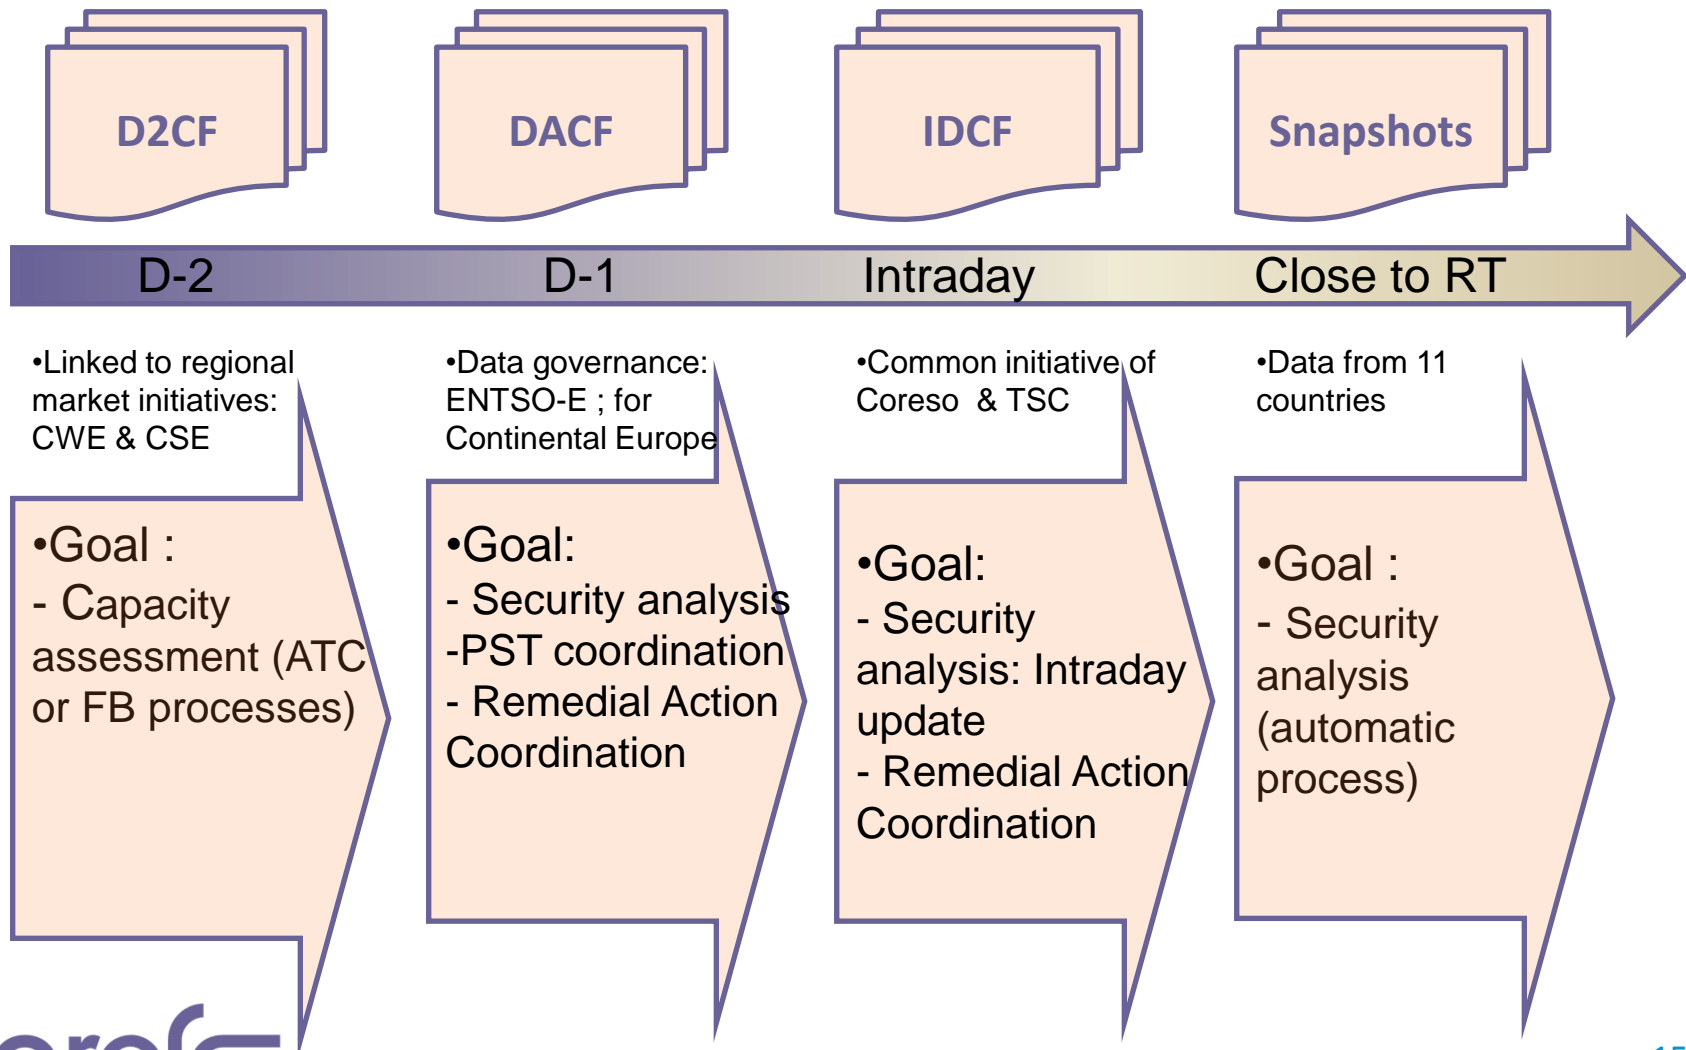 D2CF
DACF
IDCF
Snapshots
D-2
D-1
Intraday
Close to RT
•Linked to regional
market initiatives:
CWE & CSE
•Data governance:
ENTSO-E ; for
Continental Europe
•Common initiative of
Coreso & TSC
•Data from 11
countries
•Goal :
- Capacity
assessment (ATC
or FB processes)
•Goal:
- Security analysis
-PST coordination
- Remedial Action
Coordination
•Goal:
- Security
analysis: Intraday
update
- Remedial Action
Coordination
•Goal :
- Security
analysis
(automatic
process)